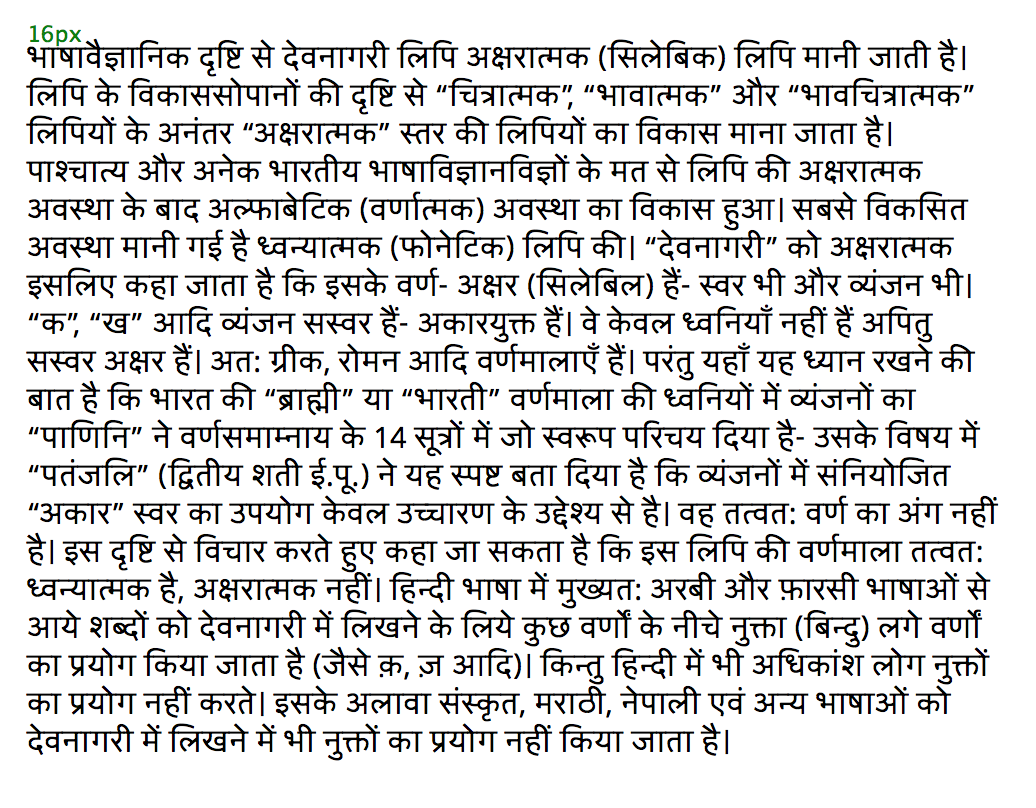 16px
भाषावैज्ञानिक दृष्टि से देवनागरी लिपि अक्षरात्मक (सिलेबिक) लिपि मानी जाती है|
लिपि के विकाससोपानों की दृष्टि से “चित्रात्मक”, “भावात्मक” और “भावचित्रात्मक”
लिपियों के अनंतर “अक्षरात्मक” स्तर की लिपियों का विकास माना जाता है|
पाश्चात्य और अनेक भारतीय भाषाविज्ञानविज्ञों के मत से लिपि की अक्षरात्मक
अवस्था के बाद अल्फाबेटिक (वर्णात्मक) अवस्था का विकास हुआ| सबसे विकसित
अवस्था मानी गई है ध्वन्यात्मक (फोनेटिक) लिपि की| “देवनागरी” को अक्षरात्मक
इसलिए कहा जाता है कि इसके वर्ण- अक्षर (सिलेबिल) हैं- स्वर भी और व्यंजन भी|
“क”, “ख” आदि व्यंजन सस्वर हैं- अकारयुक्त हैं| वे केवल ध्वनियाँ नहीं हैं अपितु
सस्वर अक्षर हैं| अत: ग्रीक, रोमन आदि वर्णमालाएँ हैं| परंतु यहाँ यह ध्यान रखने की
बात है कि भारत की “ब्राह्मी” या “भारती” वर्णमाला की ध्वनियों में व्यंजनों का
“पाणिनि” ने वर्णसमाम्नाय के 14 सूत्रों में जो स्वरूप परिचय दिया है- उसके विषय में
“पतंजलि” (द्वितीय शती ई.पू.) ने यह स्पष्ट बता दिया है कि व्यंजनों में संनियोजित
“अकार” स्वर का उपयोग केवल उच्चारण के उद्देश्य से है| वह तत्वत: वर्ण का अंग नहीं
है| इस दृष्टि से विचार करते हुए कहा जा सकता है कि इस लिपि की वर्णमाला तत्वत:
ध्वन्यात्मक है, अक्षरात्मक नहीं| हिन्दी भाषा में मुख्यत: अरबी और फ़ारसी भाषाओं से
आये शब्दों को देवनागरी में लिखने के लिये कुछ वर्णों के नीचे नुक्ता (बिन्दु) लगे वर्णों
का प्रयोग किया जाता है (जैसे क़, ज़ आदि)| किन्तु हिन्दी में भी अधिकांश लोग नुक्तों
का प्रयोग नहीं करते| इसके अलावा संस्कृत, मराठी, नेपाली एवं अन्य भाषाओं को
देवनागरी में लिखने में भी नुक्तों का प्रयोग नहीं किया जाता है|